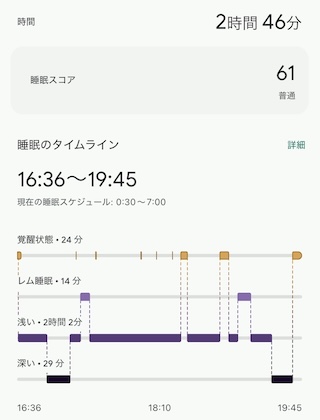 時間 2時間 46分
睡眠スコア 61
普通
睡眠のタイムライン 詳細
16:36〜19:45
現在の睡眠スケジュール: 0:30〜7:00
覚醒状態 • 24 分
レム睡眠 • 14 分
浅い • 2時間 2分
深い • 29 分
16:36 18:10 19:45